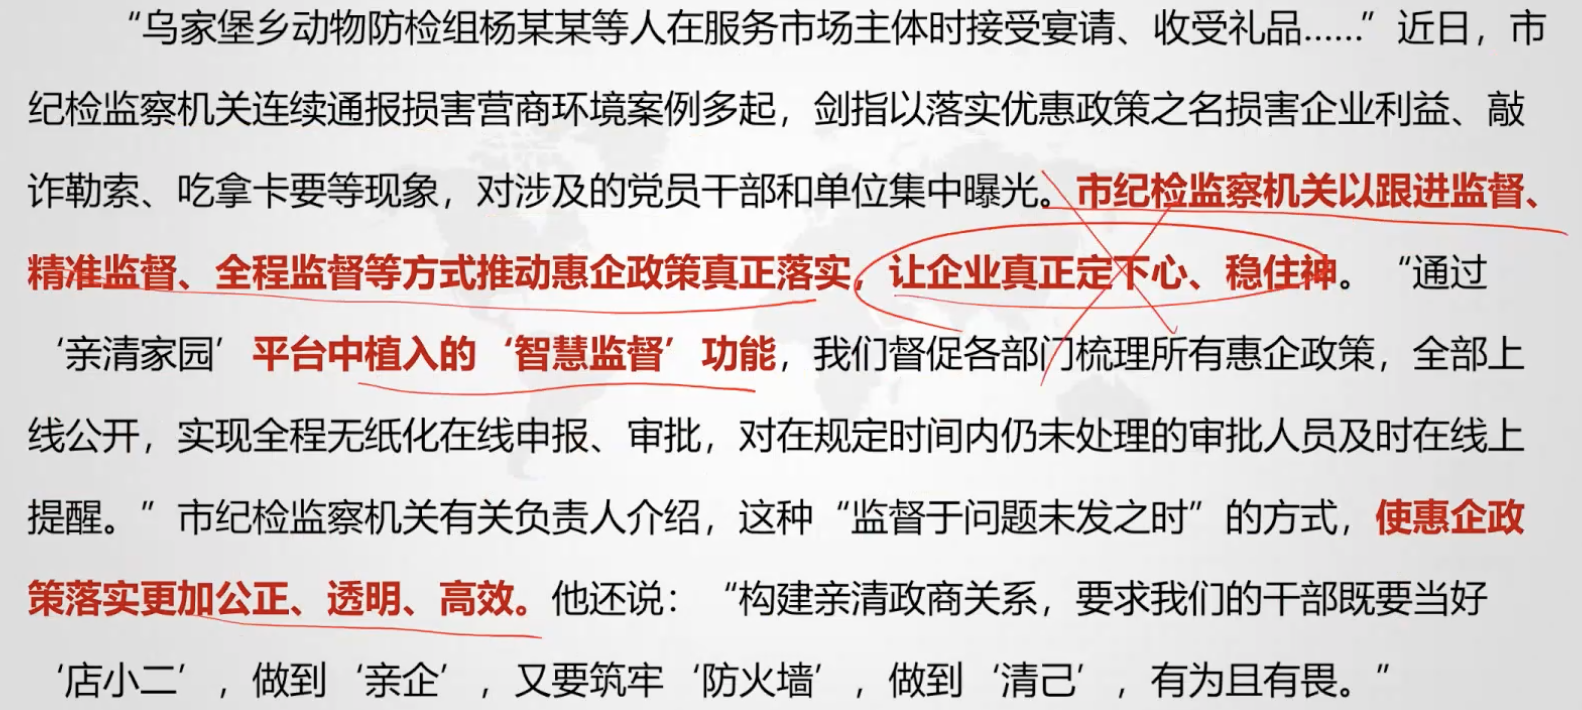 “乌家堡乡动物防检组杨某某等人在服务市场主体时接受宴请、收受礼品……”近日，市
纪检监察机关连续通报损害营商环境案例多起，剑指以落实优惠政策之名损害企业利益、敲
诈勒索、吃拿卡要等现象，对涉及的党员干部和单位集中曝光。市纪检监察机关以跟进监督、
精准监督、全程监督等方式推动惠企政策真正落实，让企业真正定下心、稳住神。“通过
‘亲清家园’平台中植入的‘智慧监督’功能，我们督促各部门梳理所有惠企政策，全部上
线公开，实现全程无纸化在线申报、审批，对在规定时间内仍未处理的审批人员及时在线上
提醒。”市纪检监察机关有关负责人介绍，这种“监督于问题未发之时”的方式，使惠企政
策落实更加公正、透明、高效。他还说：“构建亲清政商关系，要求我们的干部既要当好
‘店小二’，做到‘亲企’，又要筑牢‘防火墙’，做到‘清己’，有为且有畏。”